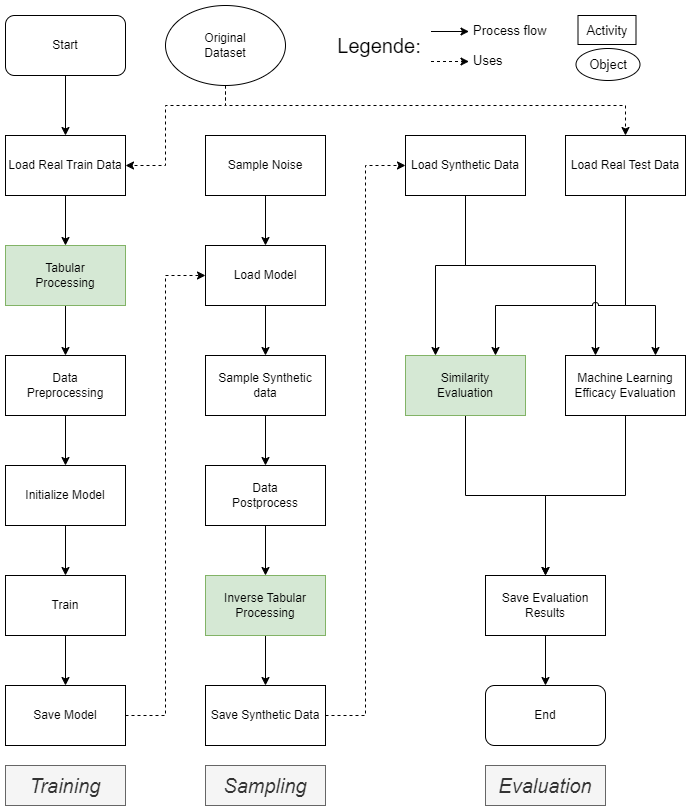 Start
Original
Dataset
Legende:
Process flow
Uses
Activity
Object
Load Real Train Data
Sample Noise
Load Synthetic Data
Load Real Test Data
Tabular
Processing
Load Model
Data
Preprocessing
Sample Synthetic
data
Similarity
Evaluation
Machine Learning
Efficacy Evaluation
Initialize Model
Data
Postprocess
Train
Inverse Tabular
Processing
Save Evaluation
Results
Save Model
Save Synthetic Data
End
Training
Sampling
Evaluation